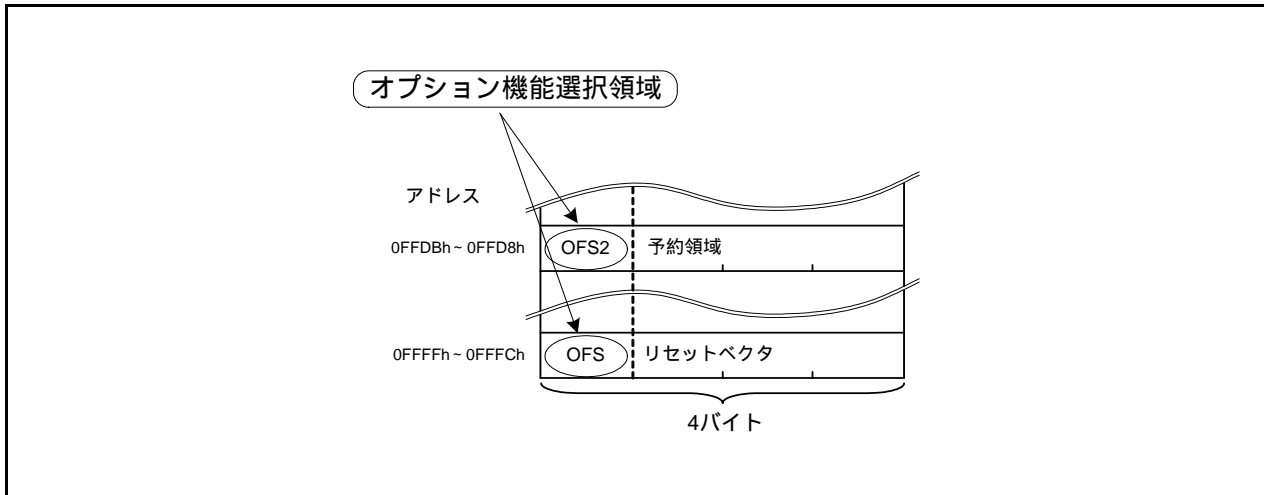 オプション機能選択領域
アドレス
0FFDBh ~ 0FFD8h OFS2 予約領域
0FFFFh ~ 0FFFCh OFS リセットベクタ
4バイト